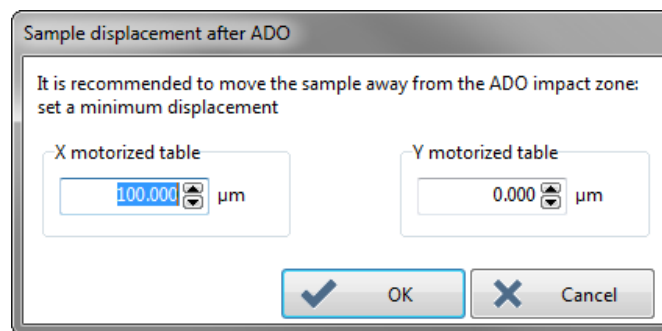 Sample displacement after ADO
It is recommended to move the sample away from the ADO impact zone:
set a minimum displacement
X motorized table
100.000 µm
Y motorized table
0.000 µm
OK
Cancel